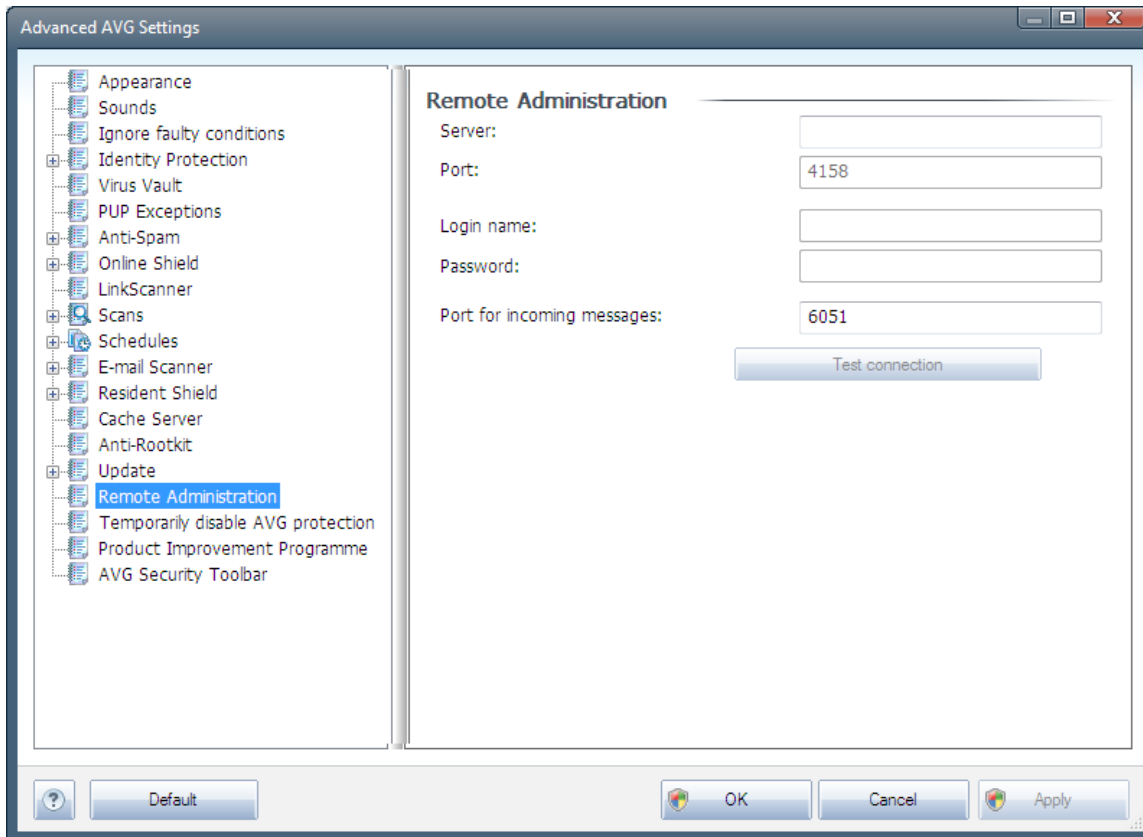 Advanced AVG Settings
Appearance
Sounds
Ignore faulty conditions
Identity Protection
Virus Vault
PUP Exceptions
Anti-Spam
Online Shield
LinkScanner
Scans
Schedules
E-mail Scanner
Resident Shield
Cache Server
Anti-Rootkit
Update
Remote Administration
Temporarily disable AVG protection
Product Improvement Programme
AVG Security Toolbar
Remote Administration
Server:
Port: 4158
Login name:
Password:
Port for incoming messages: 6051
Test connection
? Default OK Cancel Apply